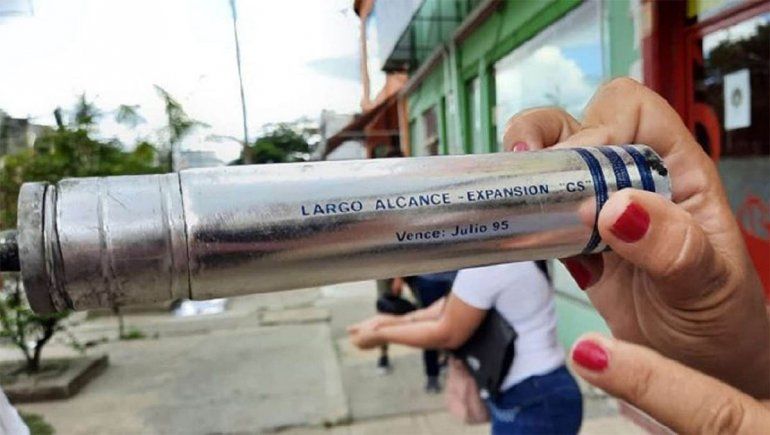 LARGO ALCANCE - EXPANSION "CS"
Vence: Julio 95